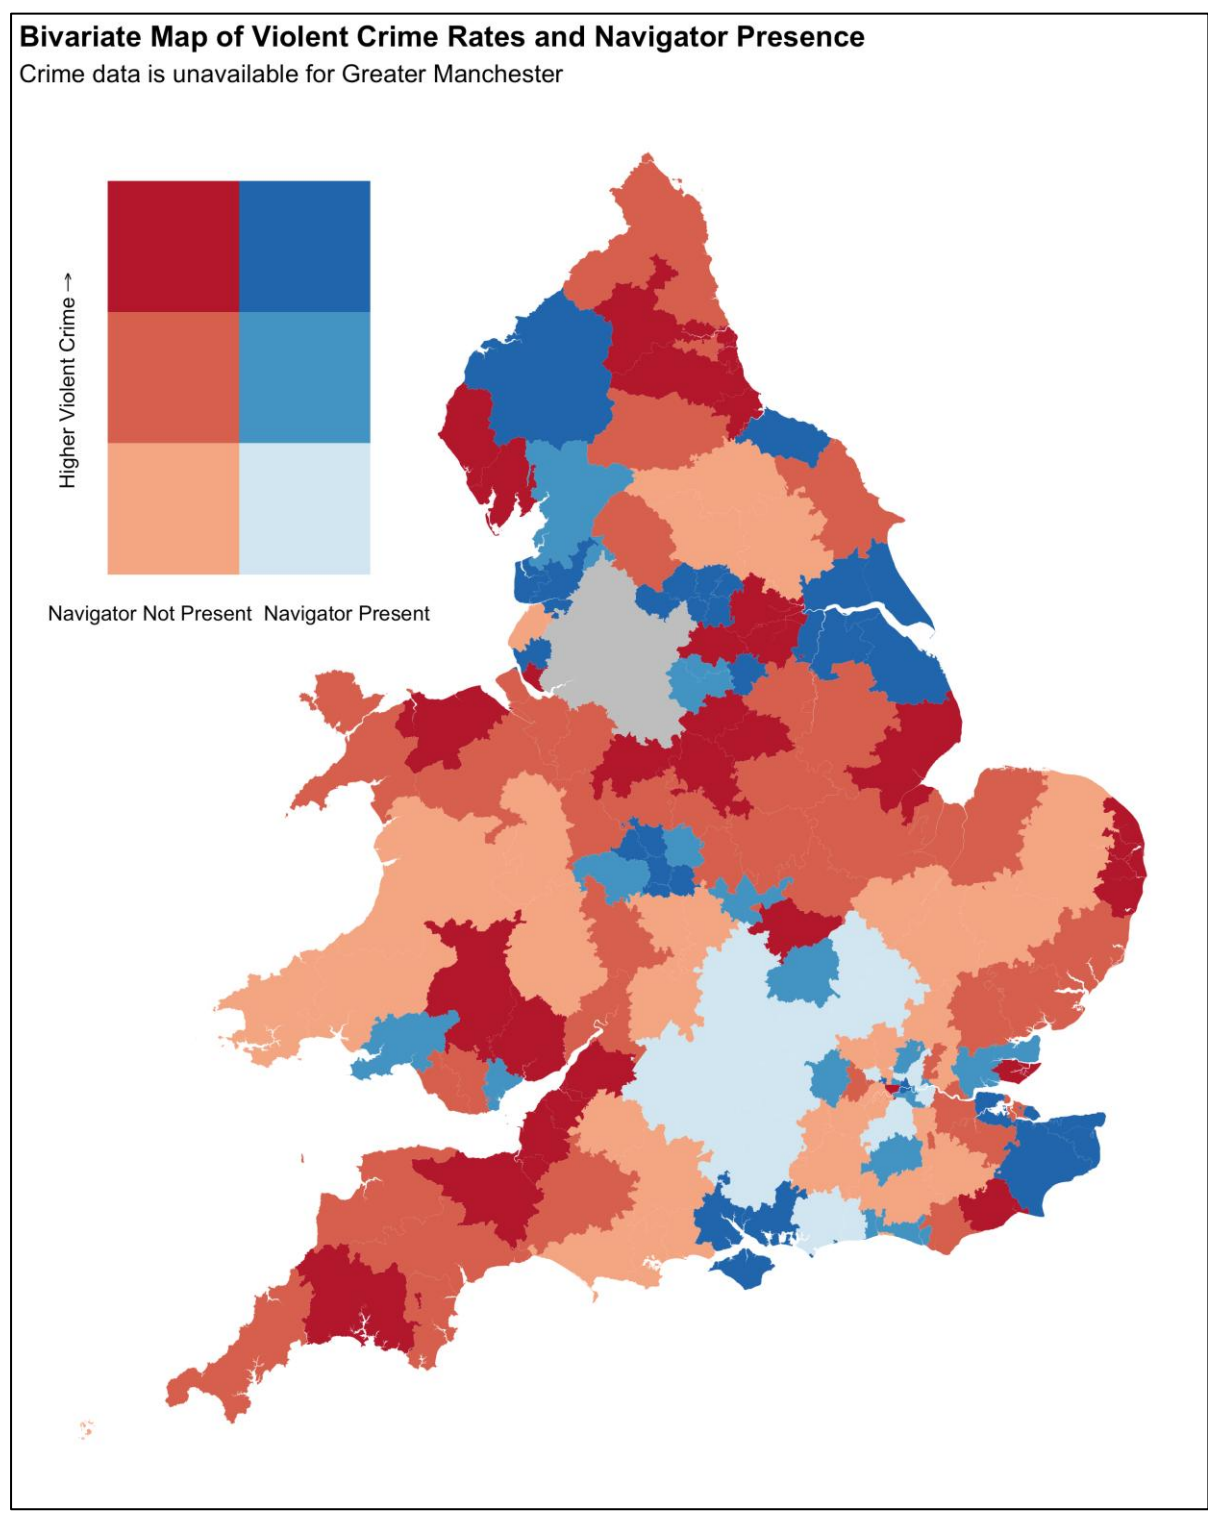 Bivariate Map of Violent Crime Rates and Navigator Presence
Crime data is unavailable for Greater Manchester
Higher Violent Crime →
Navigator Not Present
Navigator Present